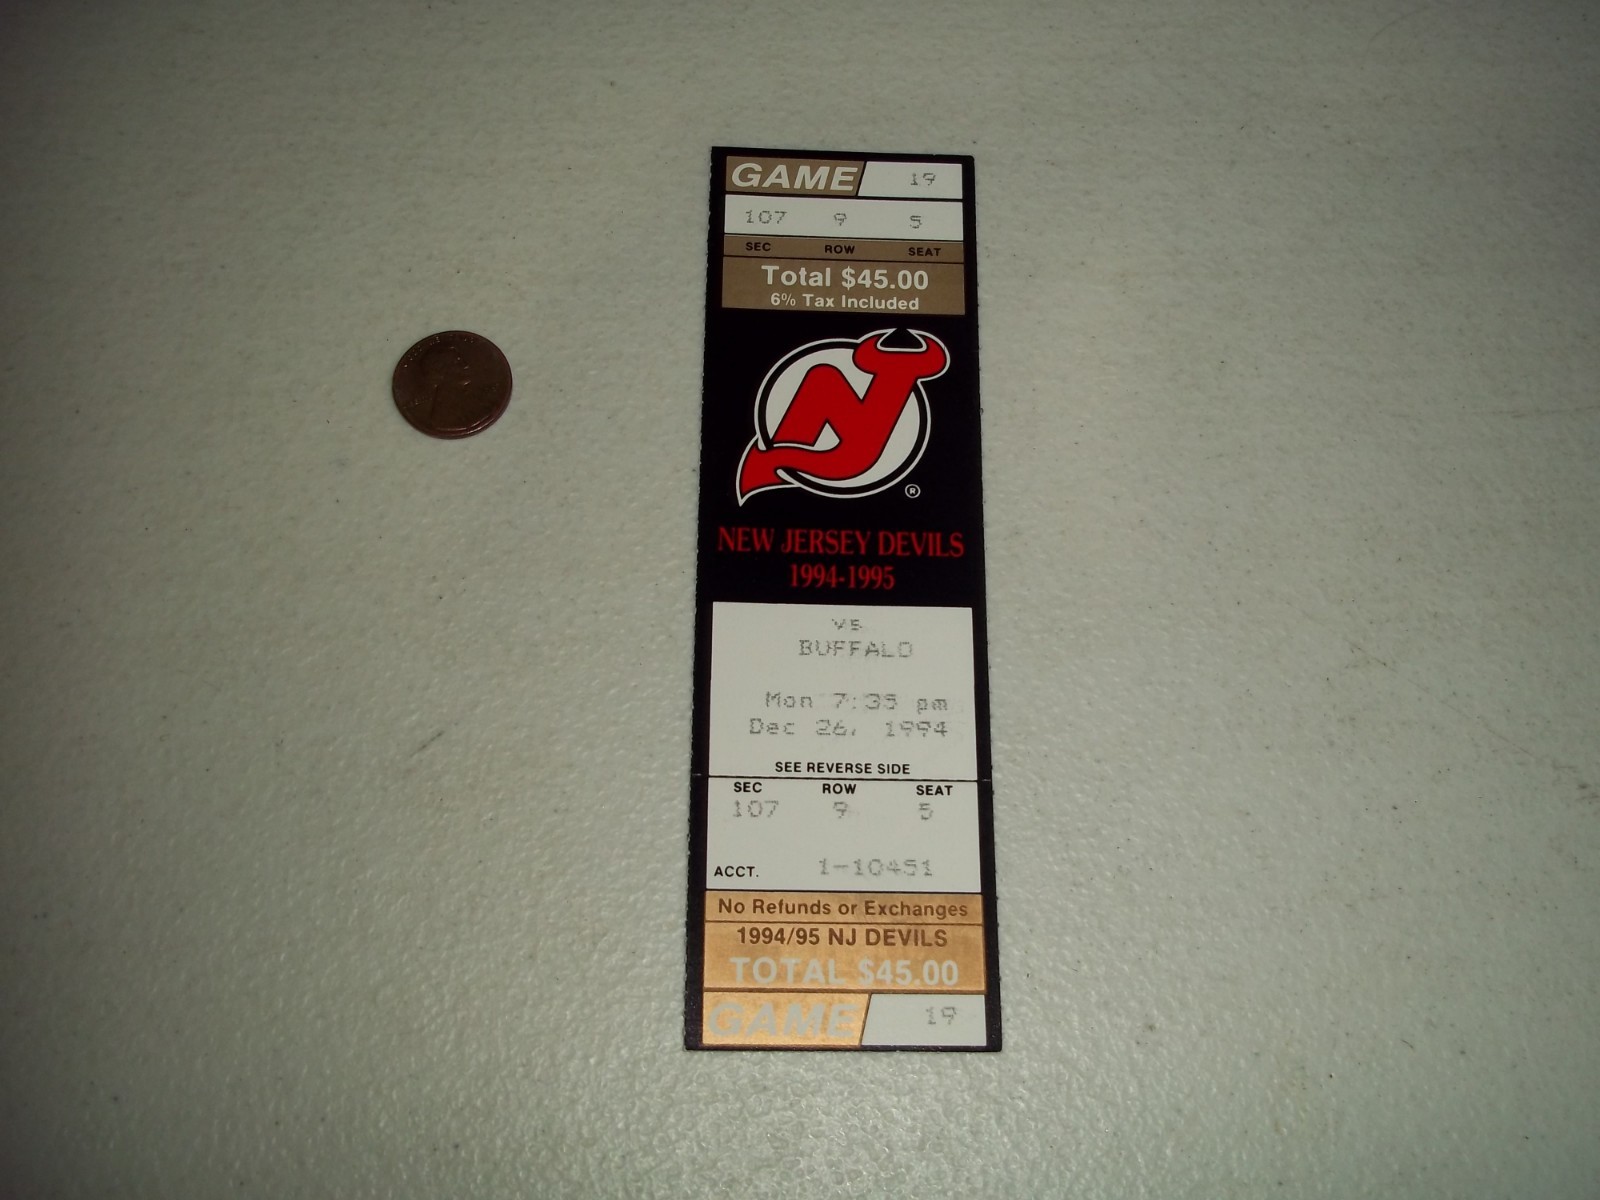 GAME 19
107 9 5
SEC ROW SEAT
Total $45.00
6% Tax Included
NJ
®
NEW JERSEY DEVILS
1994-1995
vs
BUFFALO
Mon 7:35 pm
Dec 26, 1994
SEE REVERSE SIDE
SEC ROW SEAT
107 9 5
ACCT. 1-10451
No Refunds or Exchanges
1994/95 NJ DEVILS
TOTAL $45.00
GAME 19